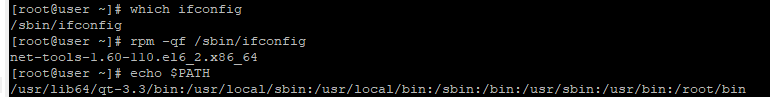 [root@user ~]# which ifconfig
/sbin/ifconfig
[root@user ~]# rpm -qf /sbin/ifconfig
net-tools-1.60-110.el6_2.x86_64
[root@user ~]# echo $PATH
/usr/lib64/qt-3.3/bin:/usr/local/sbin:/usr/local/bin:/sbin:/bin:/usr/sbin:/usr/bin:/root/bin